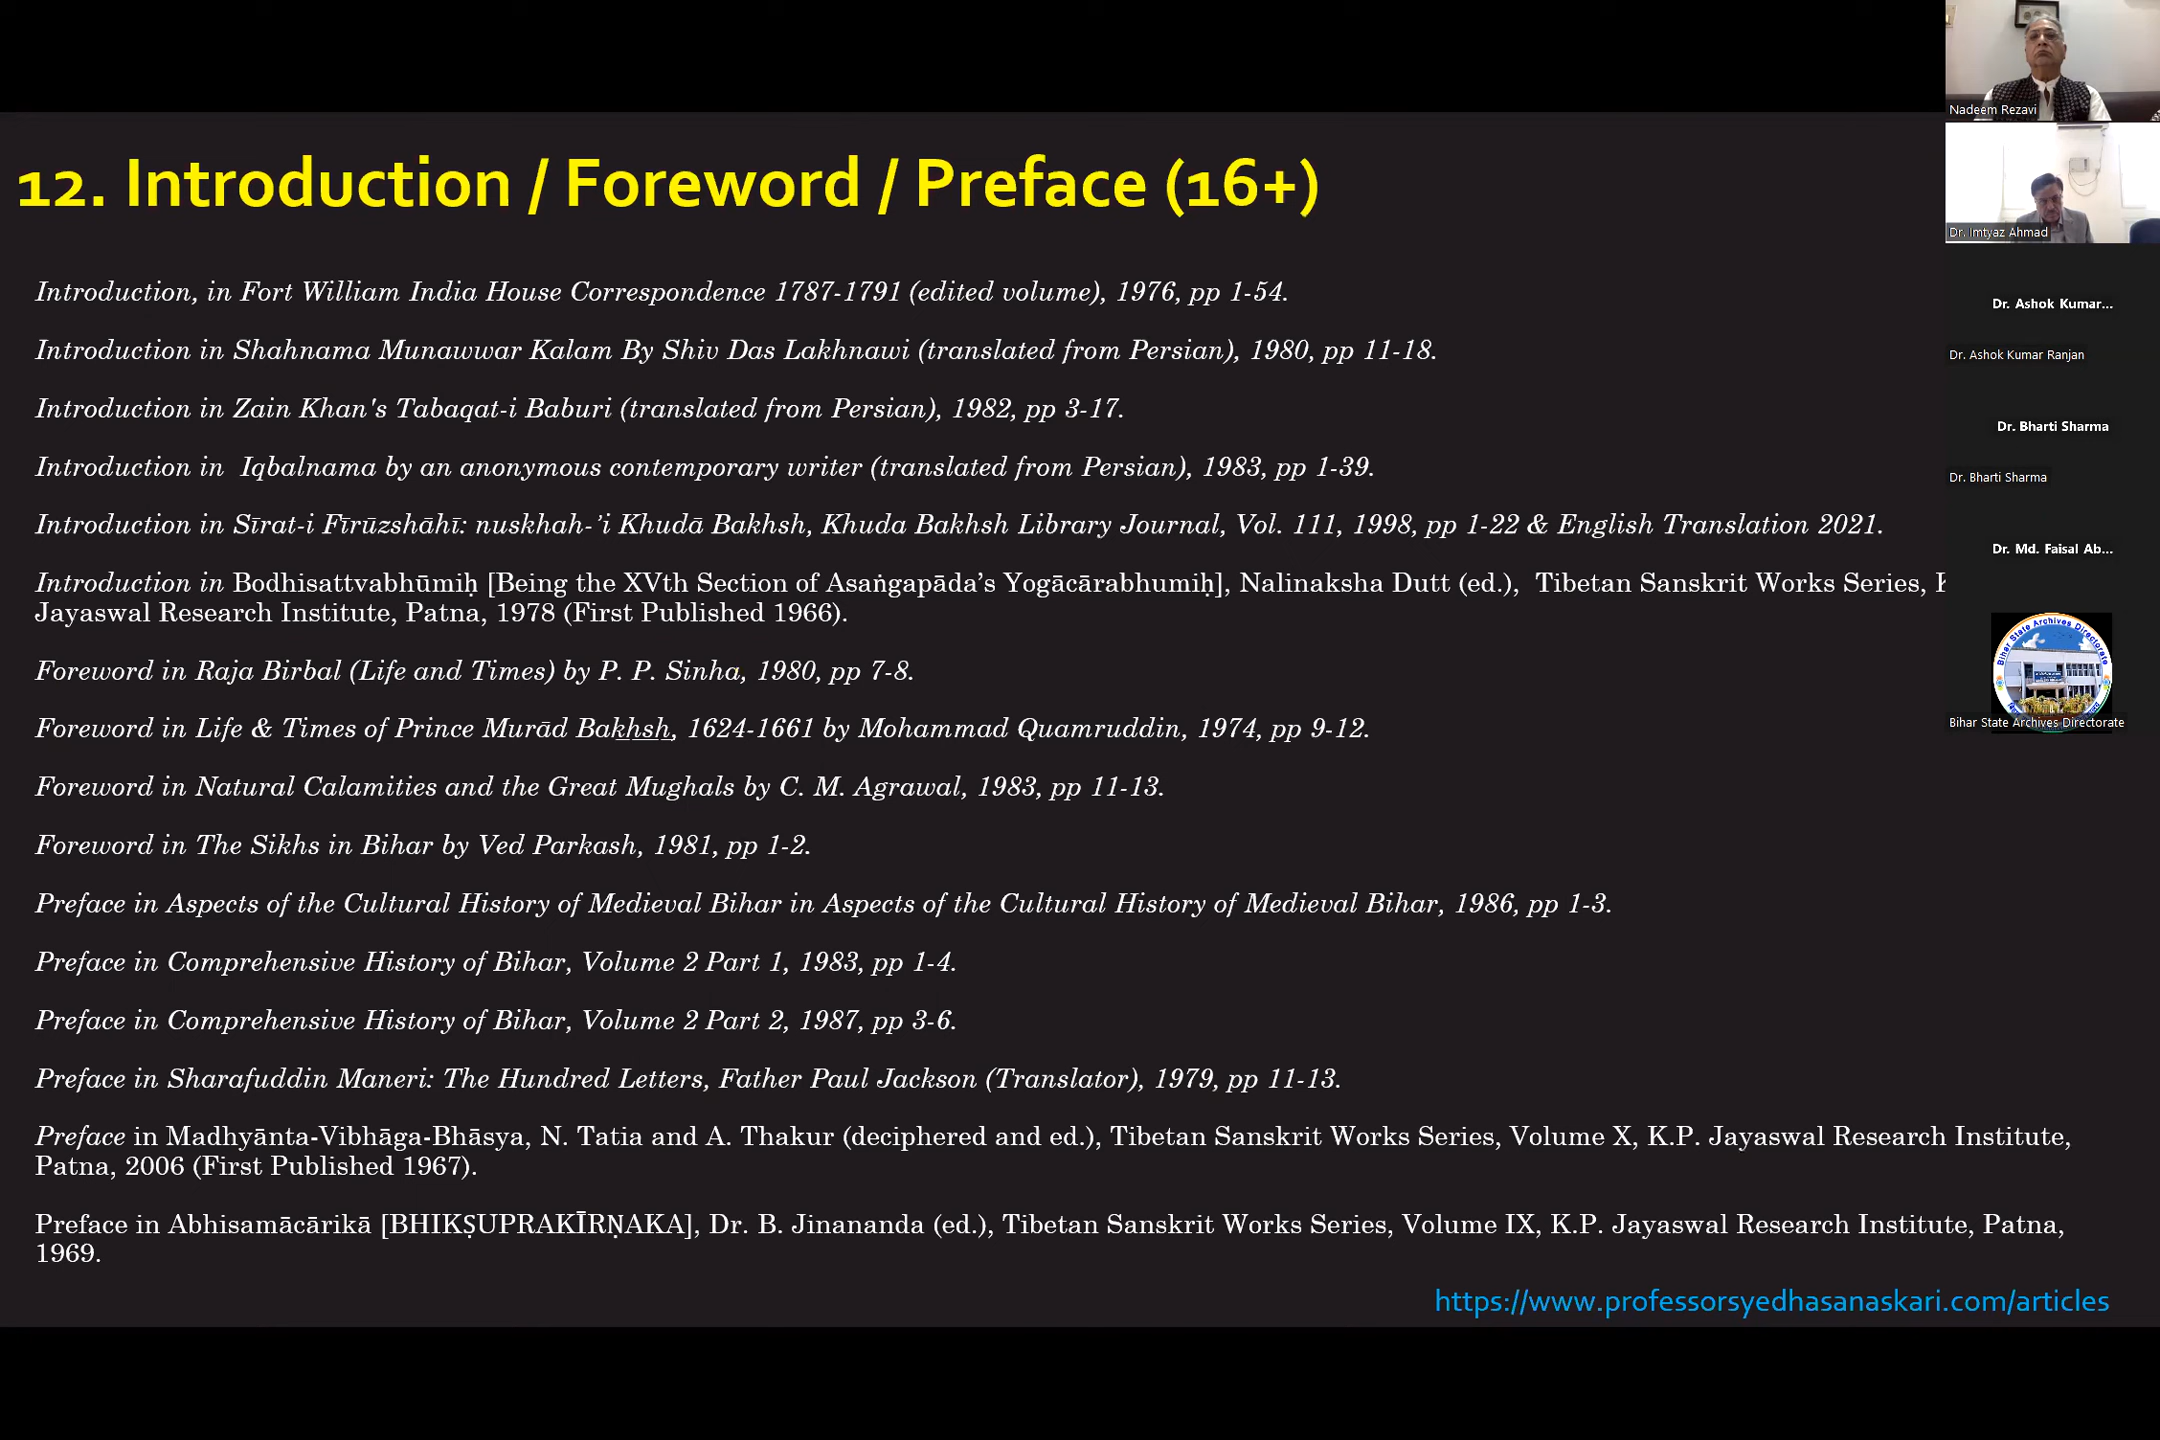 12. Introduction / Foreword / Preface (16+)
Introduction, in Fort William India House Correspondence 1787-1791 (edited volume), 1976, pp 1-54.
Introduction in Shahnama Munawwar Kalam By Shiv Das Lakhnawi (translated from Persian), 1980, pp 11-18.
Introduction in Zain Khan's Tabaqat-i Baburi (translated from Persian), 1982, pp 3-17.
Introduction in Iqbalnama by an anonymous contemporary writer (translated from Persian), 1983, pp 1-39.
Introduction in Sīrat-i Fīrūzshāhī: nuskhah-’i Khudā Bakhsh, Khuda Bakhsh Library Journal, Vol. 111, 1998, pp 1-22 & English Translation 2021.
Introduction in Bodhisattvabhūmiḥ [Being the XVth Section of Asaṅgapāda’s Yogācārabhumiḥ], Nalinaksha Dutt (ed.), Tibetan Sanskrit Works Series,
Jayaswal Research Institute, Patna, 1978 (First Published 1966).
Foreword in Raja Birbal (Life and Times) by P. P. Sinha, 1980, pp 7-8.
Foreword in Life & Times of Prince Murād Bakhsh, 1624-1661 by Mohammad Quamruddin, 1974, pp 9-12.
Foreword in Natural Calamities and the Great Mughals by C. M. Agrawal, 1983, pp 11-13.
Foreword in The Sikhs in Bihar by Ved Parkash, 1981, pp 1-2.
Preface in Aspects of the Cultural History of Medieval Bihar in Aspects of the Cultural History of Medieval Bihar, 1986, pp 1-3.
Preface in Comprehensive History of Bihar, Volume 2 Part 1, 1983, pp 1-4.
Preface in Comprehensive History of Bihar, Volume 2 Part 2, 1987, pp 3-6.
Preface in Sharafuddin Maneri: The Hundred Letters, Father Paul Jackson (Translator), 1979, pp 11-13.
Preface in Madhyānta-Vibhāga-Bhāsya, N. Tatia and A. Thakur (deciphered and ed.), Tibetan Sanskrit Works Series, Volume X, K.P. Jayaswal Research Institute,
Patna, 2006 (First Published 1967).
Preface in Abhisamācārikā [BHIKṢUPRAKĪRṆAKA], Dr. B. Jinananda (ed.), Tibetan Sanskrit Works Series, Volume IX, K.P. Jayaswal Research Institute, Patna,
1969.
https://www.professorsyedhasanaskari.com/articles
Nadeem Rezavi
Dr. Imtyaz Ahmad
Dr. Ashok Kumar...
Dr. Ashok Kumar Ranjan
Dr. Bharti Sharma
Dr. Bharti Sharma
Dr. Md. Faisal Ab...
Bihar State Archives Directorate
Bihar State Archives Directorate